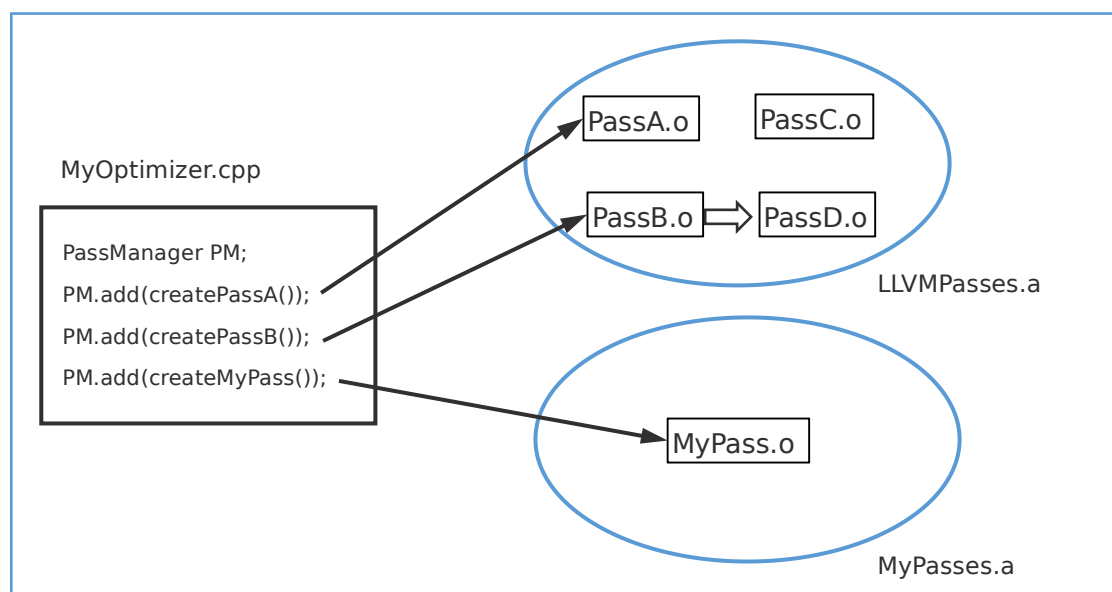 MyOptimizer.cpp
PassManager PM;
PM.add(createPassA());
PM.add(createPassB());
PM.add(createMyPass());
PassA.o
PassC.o
PassB.o
PassD.o
LLVMPasses.a
MyPass.o
MyPasses.a